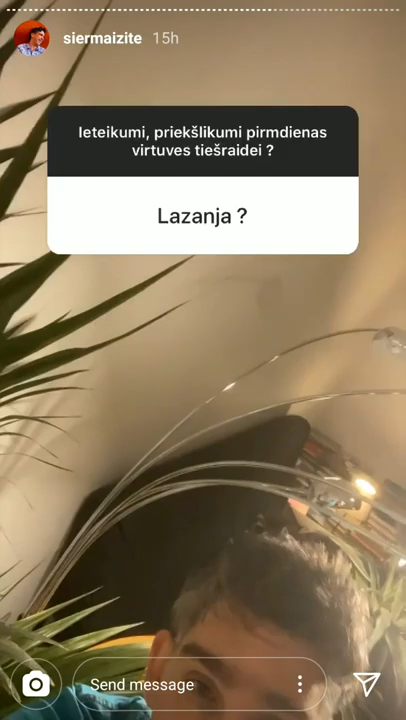 siermaizite 15h
Ieteikumi, priekšlikumi pirmdienas
virtuves tiešraidei ?
Lazanja ?
Send message